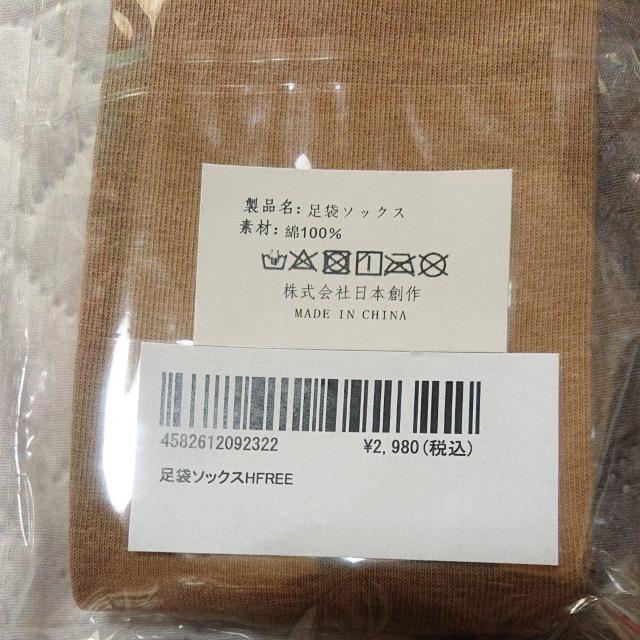 製品名: 足袋ソックス
素材: 綿100%
株式会社日本創作
MADE IN CHINA
4582612092322
¥2,980(税込)
足袋ソックスHFREE